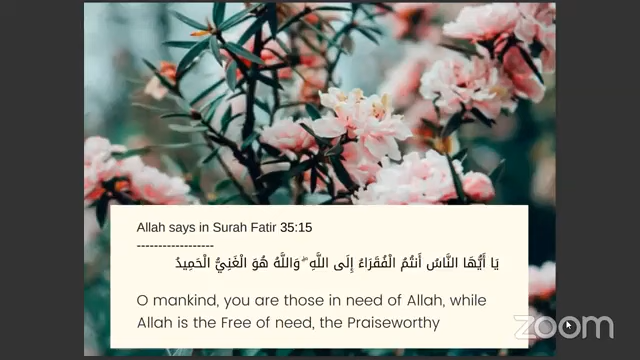 Allah says in Surah Fatir 35:15
------------------
يَا أَيُّهَا النَّاسُ أَنتُمُ الْفُقَرَاءُ إِلَى اللَّهِ ۖ وَاللَّهُ هُوَ الْغَنِيُّ الْحَمِيدُ
O mankind, you are those in need of Allah, while
Allah is the Free of need, the Praiseworthy
zoom